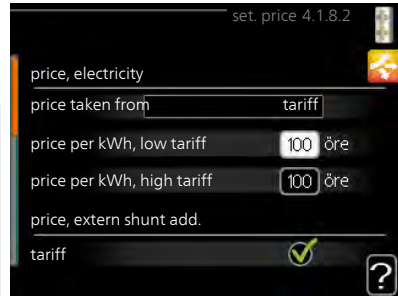 set. price 4.1.8.2
price, electricity
price taken from tariff
price per kWh, low tariff 100 öre
price per kWh, high tariff 100 öre
price, extern shunt add.
tariff
?